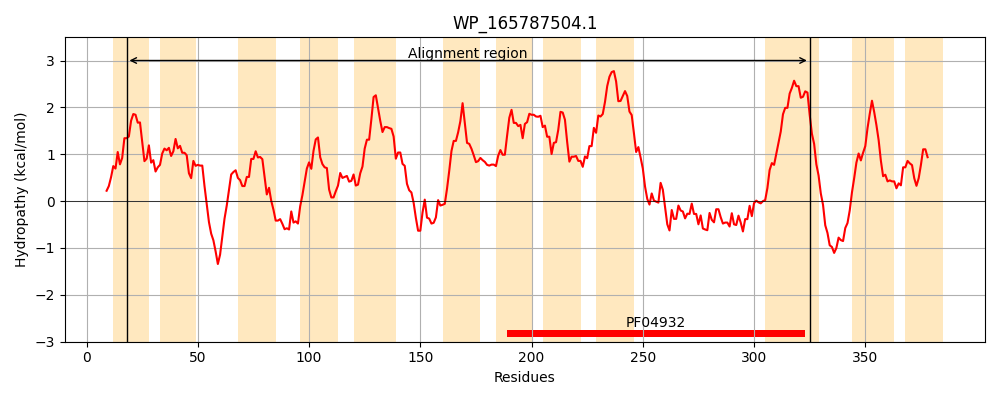 WP_165787504.1
Alignment region
PF04932
Hydropathy (kcal/mol)
3
2
1
0
−1
−2
−3
0 50 100 150 200 250 300 350
Residues